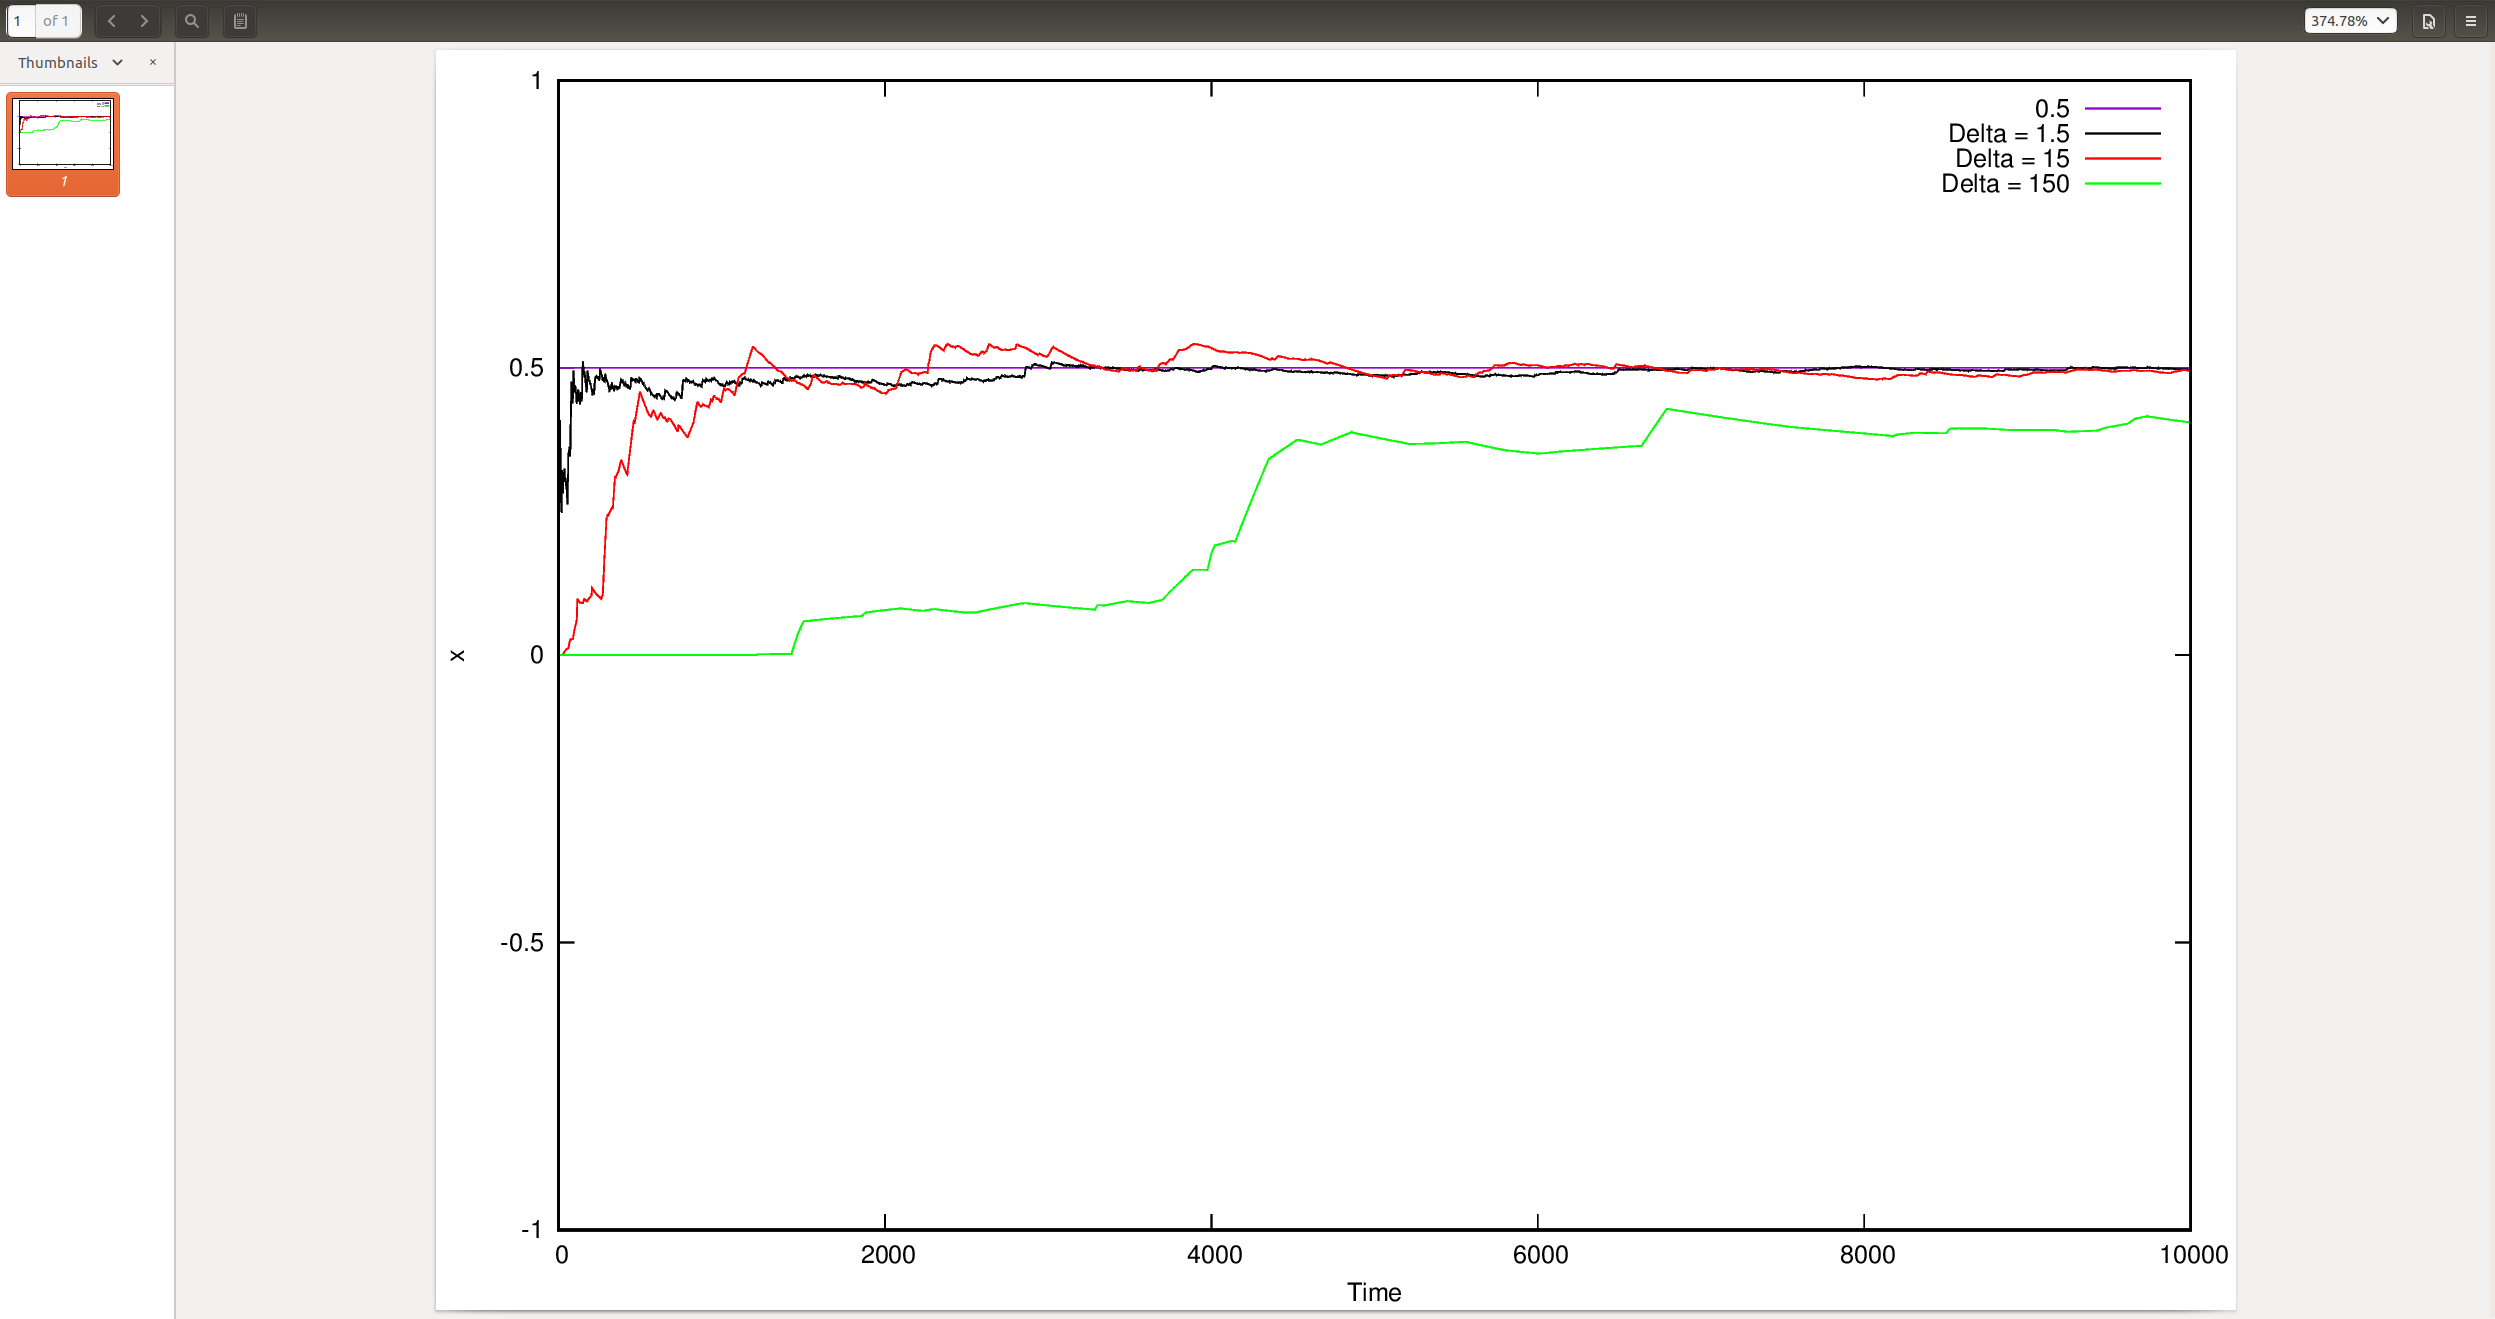 1 of 1
374.78%
Thumbnails
1
1
0.5
0
-0.5
-1
x
0.5
Delta = 1.5
Delta = 15
Delta = 150
0 2000 4000 6000 8000 10000
Time